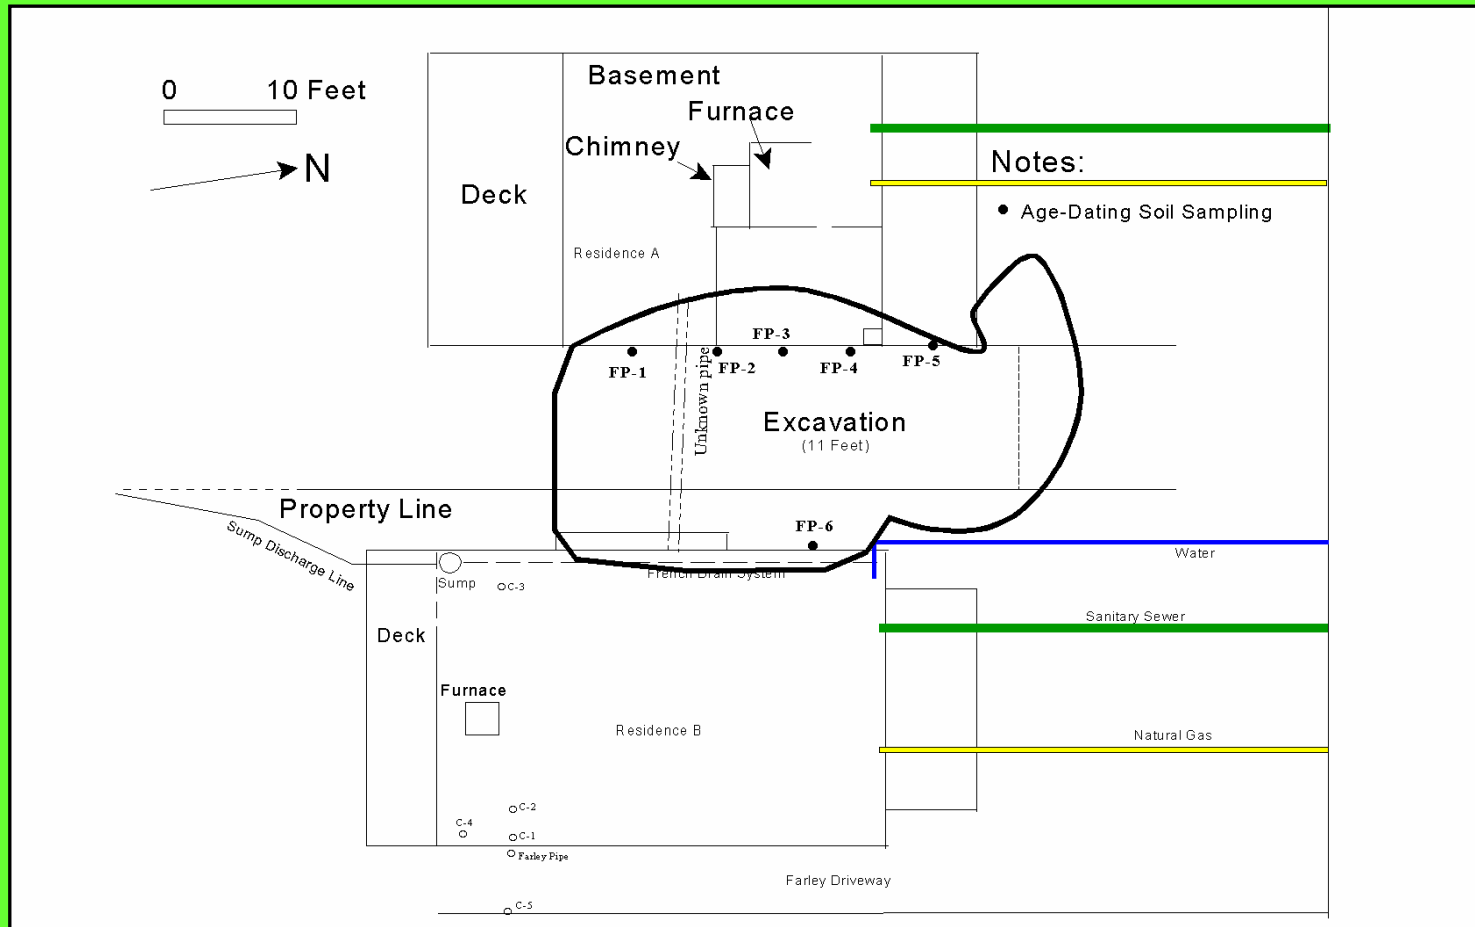 Basement
0 10 Feet
Furnace
Chimney
N
Notes:
Deck
Age-Dating Soil Sampling
Residence A
FP-3
FP-1
FP-2
FP-4
FP-5
Unknown pipe
Excavation
(11 Feet)
Property Line
FP-6
Sump Discharge Line
Water
Sump
French Drain System
C-3
Sanitary Sewer
Deck
Furnace
Residence B
Natural Gas
C-2
C-4
C-1
Farley Pipe
Farley Driveway
C-5